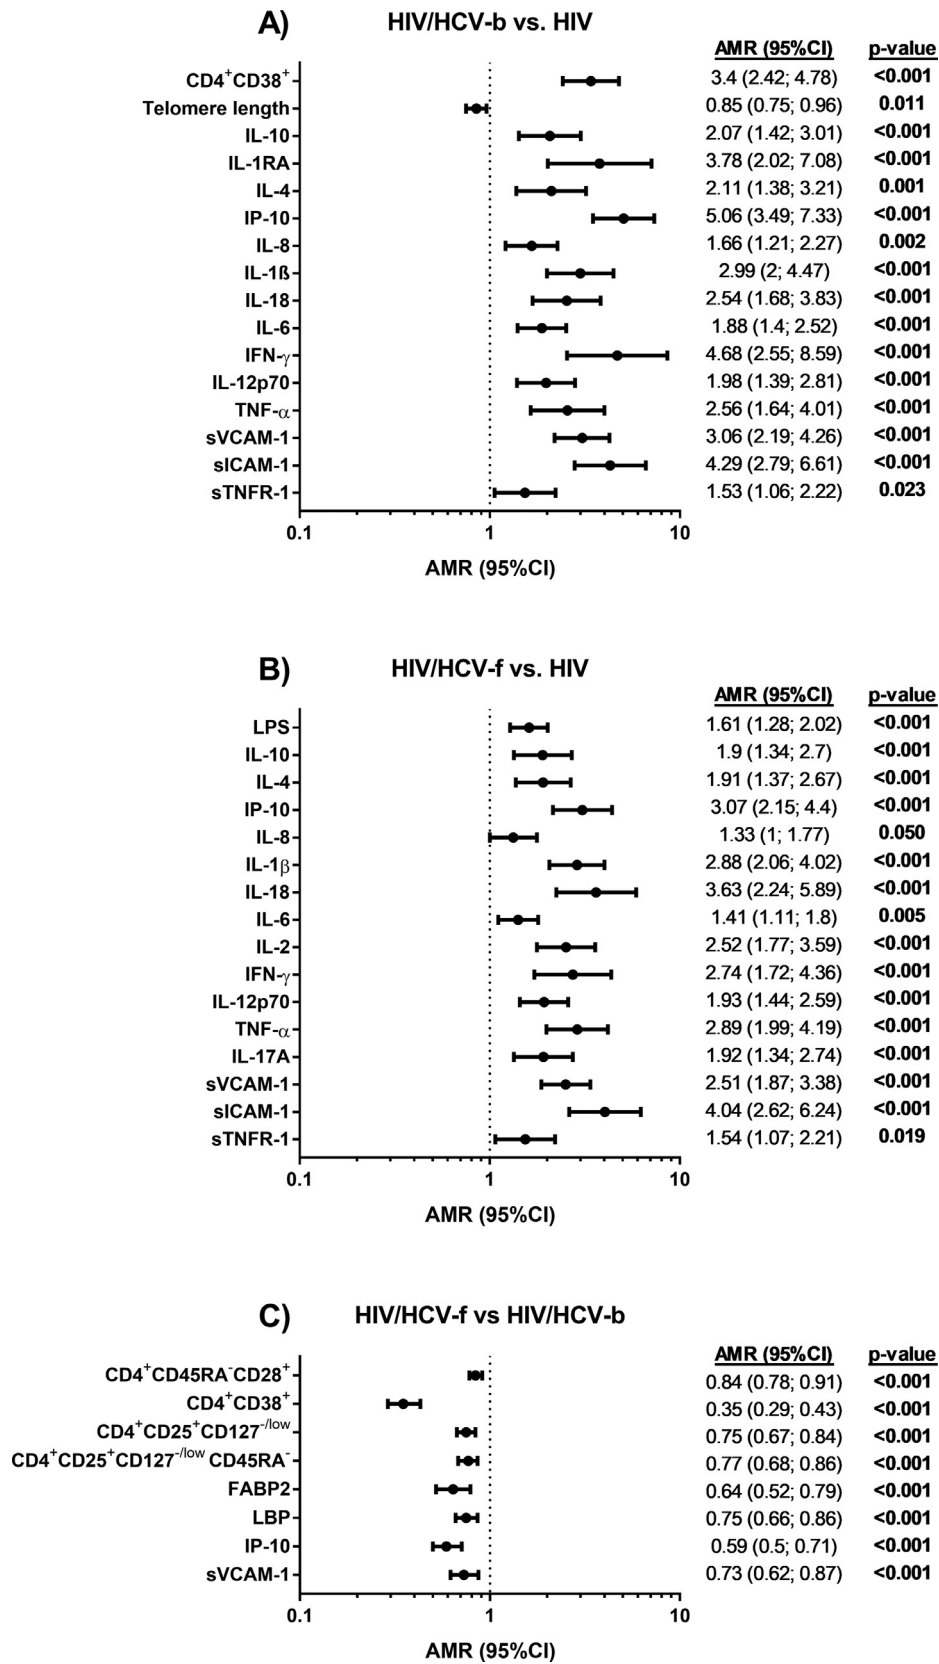 A) HIV/HCV-b vs. HIV
AMR (95%CI) p-value
CD4⁺CD38⁺ 3.4 (2.42; 4.78) <0.001
Telomere length 0.85 (0.75; 0.96) 0.011
IL-10 2.07 (1.42; 3.01) <0.001
IL-1RA 3.78 (2.02; 7.08) <0.001
IL-4 2.11 (1.38; 3.21) 0.001
IP-10 5.06 (3.49; 7.33) <0.001
IL-8 1.66 (1.21; 2.27) 0.002
IL-1ß 2.99 (2; 4.47) <0.001
IL-18 2.54 (1.68; 3.83) <0.001
IL-6 1.88 (1.4; 2.52) <0.001
IFN-γ 4.68 (2.55; 8.59) <0.001
IL-12p70 1.98 (1.39; 2.81) <0.001
TNF-α 2.56 (1.64; 4.01) <0.001
sVCAM-1 3.06 (2.19; 4.26) <0.001
sICAM-1 4.29 (2.79; 6.61) <0.001
sTNFR-1 1.53 (1.06; 2.22) 0.023
0.1 1 10
AMR (95%CI)
B) HIV/HCV-f vs. HIV
AMR (95%CI) p-value
LPS 1.61 (1.28; 2.02) <0.001
IL-10 1.9 (1.34; 2.7) <0.001
IL-4 1.91 (1.37; 2.67) <0.001
IP-10 3.07 (2.15; 4.4) <0.001
IL-8 1.33 (1; 1.77) 0.050
IL-1β 2.88 (2.06; 4.02) <0.001
IL-18 3.63 (2.24; 5.89) <0.001
IL-6 1.41 (1.11; 1.8) 0.005
IL-2 2.52 (1.77; 3.59) <0.001
IFN-γ 2.74 (1.72; 4.36) <0.001
IL-12p70 1.93 (1.44; 2.59) <0.001
TNF-α 2.89 (1.99; 4.19) <0.001
IL-17A 1.92 (1.34; 2.74) <0.001
sVCAM-1 2.51 (1.87; 3.38) <0.001
sICAM-1 4.04 (2.62; 6.24) <0.001
sTNFR-1 1.54 (1.07; 2.21) 0.019
0.1 1 10
AMR (95%CI)
C) HIV/HCV-f vs HIV/HCV-b
AMR (95%CI) p-value
CD4⁺CD45RA⁻CD28⁺ 0.84 (0.78; 0.91) <0.001
CD4⁺CD38⁺ 0.35 (0.29; 0.43) <0.001
CD4⁺CD25⁺CD127⁻/low 0.75 (0.67; 0.84) <0.001
CD4⁺CD25⁺CD127⁻/low CD45RA⁻ 0.77 (0.68; 0.86) <0.001
FABP2 0.64 (0.52; 0.79) <0.001
LBP 0.75 (0.66; 0.86) <0.001
IP-10 0.59 (0.5; 0.71) <0.001
sVCAM-1 0.73 (0.62; 0.87) <0.001
0.1 1 10
AMR (95%CI)